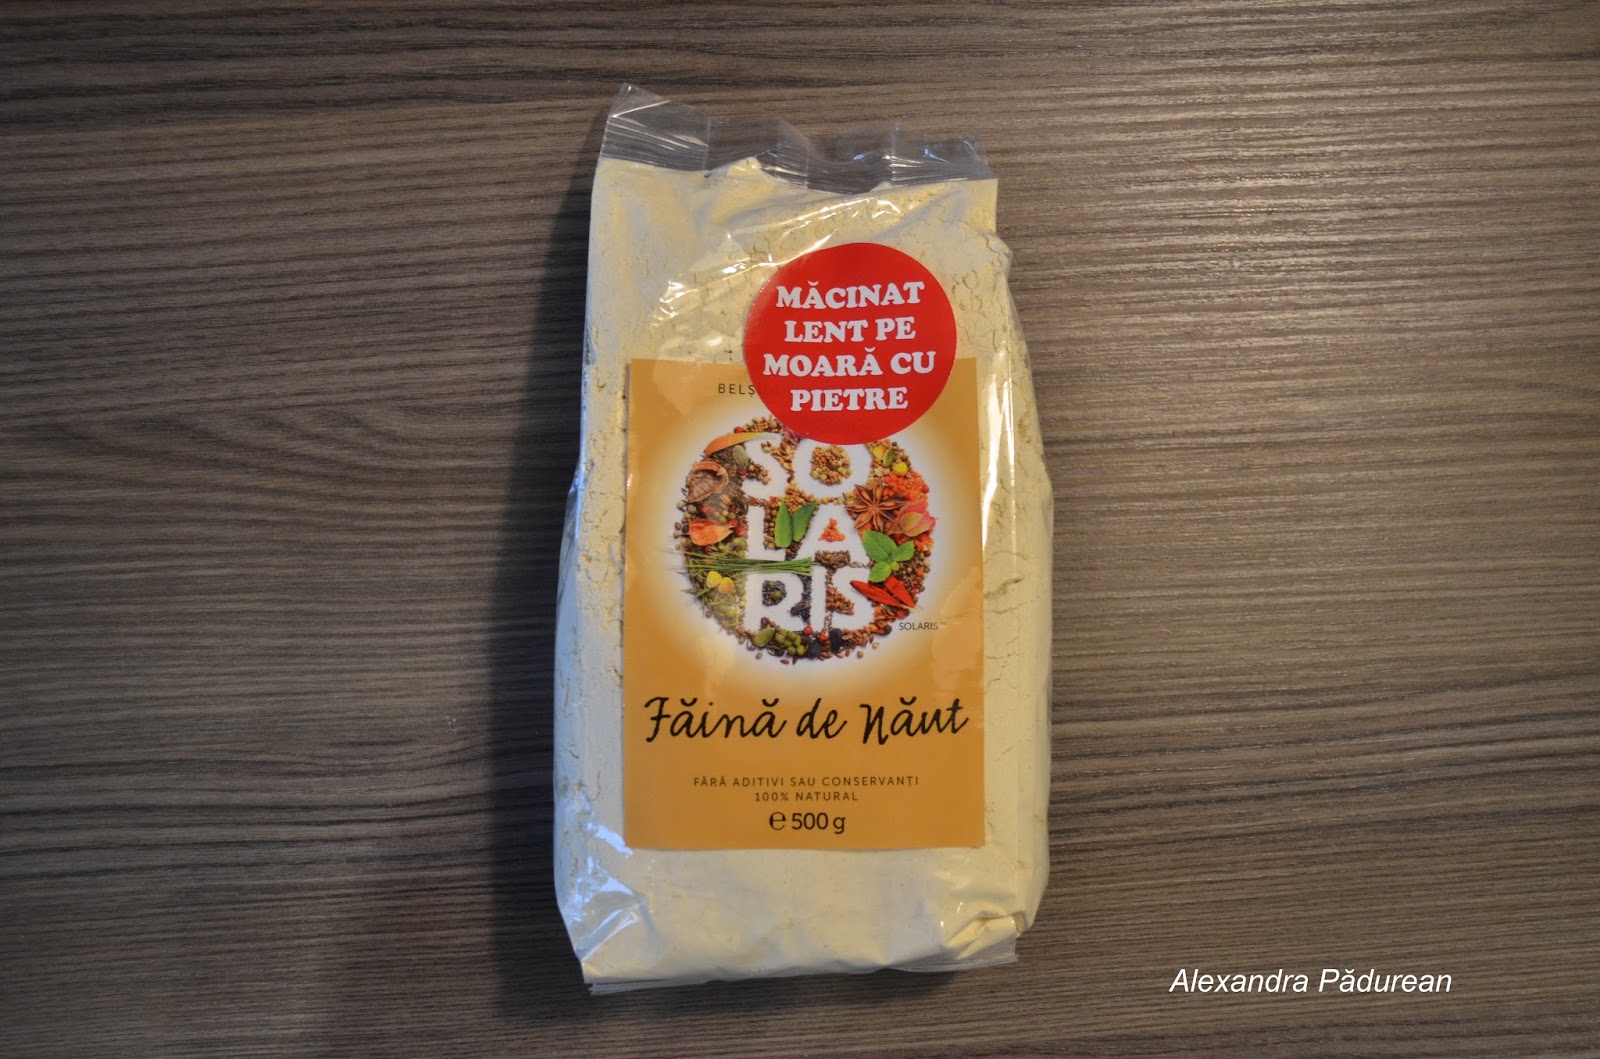 MĂCINAT
LENT PE
MOARĂ CU
PIETRE
SO
LA
RIS
SOLARIS
Făină de Năut
FĂRĂ ADITIVI SAU CONSERVANȚI
100% NATURAL
℮ 500 g
Alexandra Pădurean